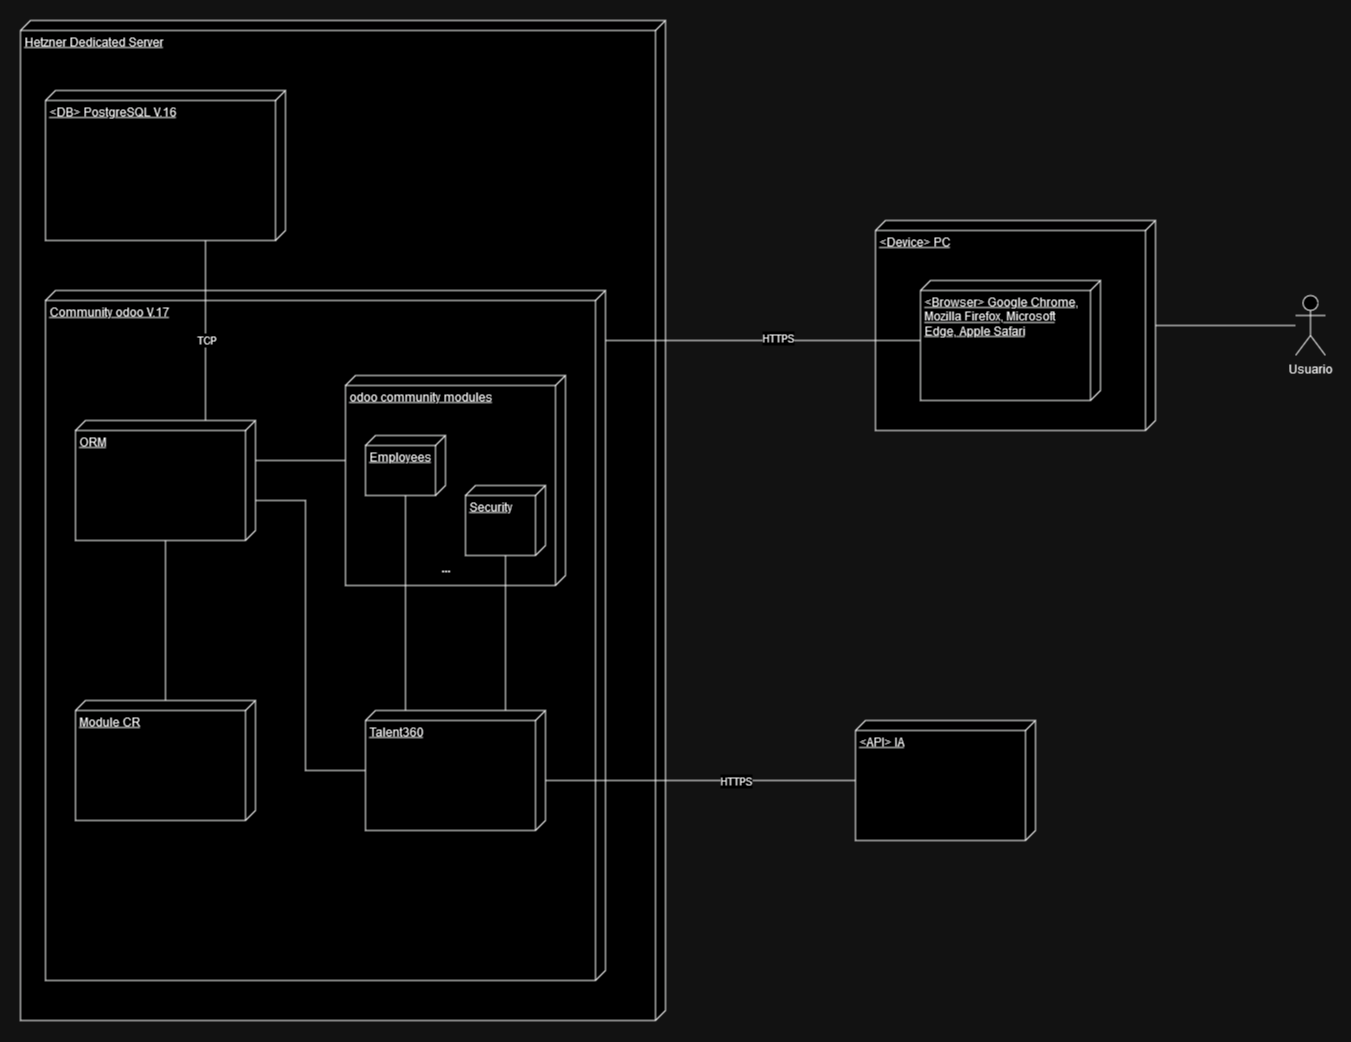 Hetzner Dedicated Server
<DB> PostgreSQL V.16
Community odoo V.17
TCP
ORM
odoo community modules
Employees
Security
...
Module CR
Talent360
HTTPS
<Device> PC
<Browser> Google Chrome,
Mozilla Firefox, Microsoft
Edge, Apple Safari
Usuario
HTTPS
<API> IA